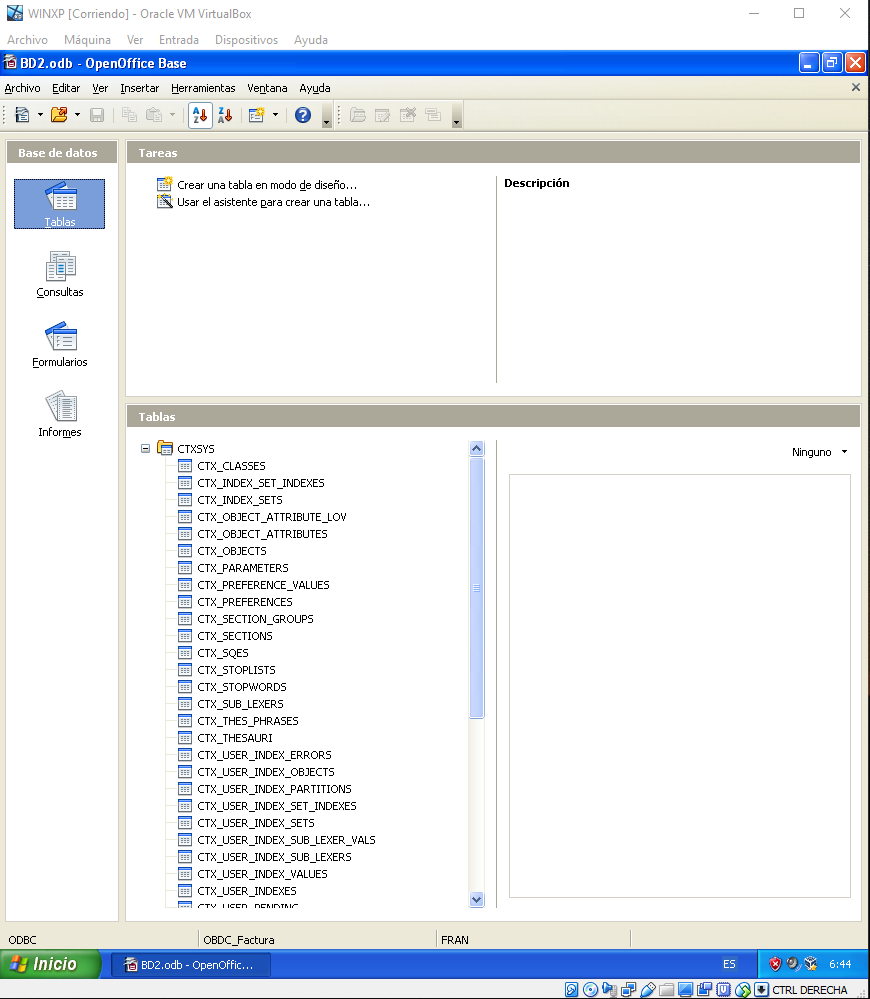 WINXP [Corriendo] - Oracle VM VirtualBox
Archivo Máquina Ver Entrada Dispositivos Ayuda
BD2.odb - OpenOffice Base
Archivo Editar Ver Insertar Herramientas Ventana Ayuda
Base de datos
Tablas
Consultas
Formularios
Informes
Tareas
Crear una tabla en modo de diseño...
Usar el asistente para crear una tabla...
Descripción
Tablas
CTXSYS
CTX_CLASSES
CTX_INDEX_SET_INDEXES
CTX_INDEX_SETS
CTX_OBJECT_ATTRIBUTE_LOV
CTX_OBJECT_ATTRIBUTES
CTX_OBJECTS
CTX_PARAMETERS
CTX_PREFERENCE_VALUES
CTX_PREFERENCES
CTX_SECTION_GROUPS
CTX_SECTIONS
CTX_SQES
CTX_STOPLISTS
CTX_STOPWORDS
CTX_SUB_LEXERS
CTX_THES_PHRASES
CTX_THESAURI
CTX_USER_INDEX_ERRORS
CTX_USER_INDEX_OBJECTS
CTX_USER_INDEX_PARTITIONS
CTX_USER_INDEX_SET_INDEXES
CTX_USER_INDEX_SETS
CTX_USER_INDEX_SUB_LEXER_VALS
CTX_USER_INDEX_SUB_LEXERS
CTX_USER_INDEX_VALUES
CTX_USER_INDEXES
CTX_USER_PENDING
Ninguno
ODBC OBDC_Factura FRAN
Inicio BD2.odb - OpenOffic... ES 6:44
CTRL DERECHA